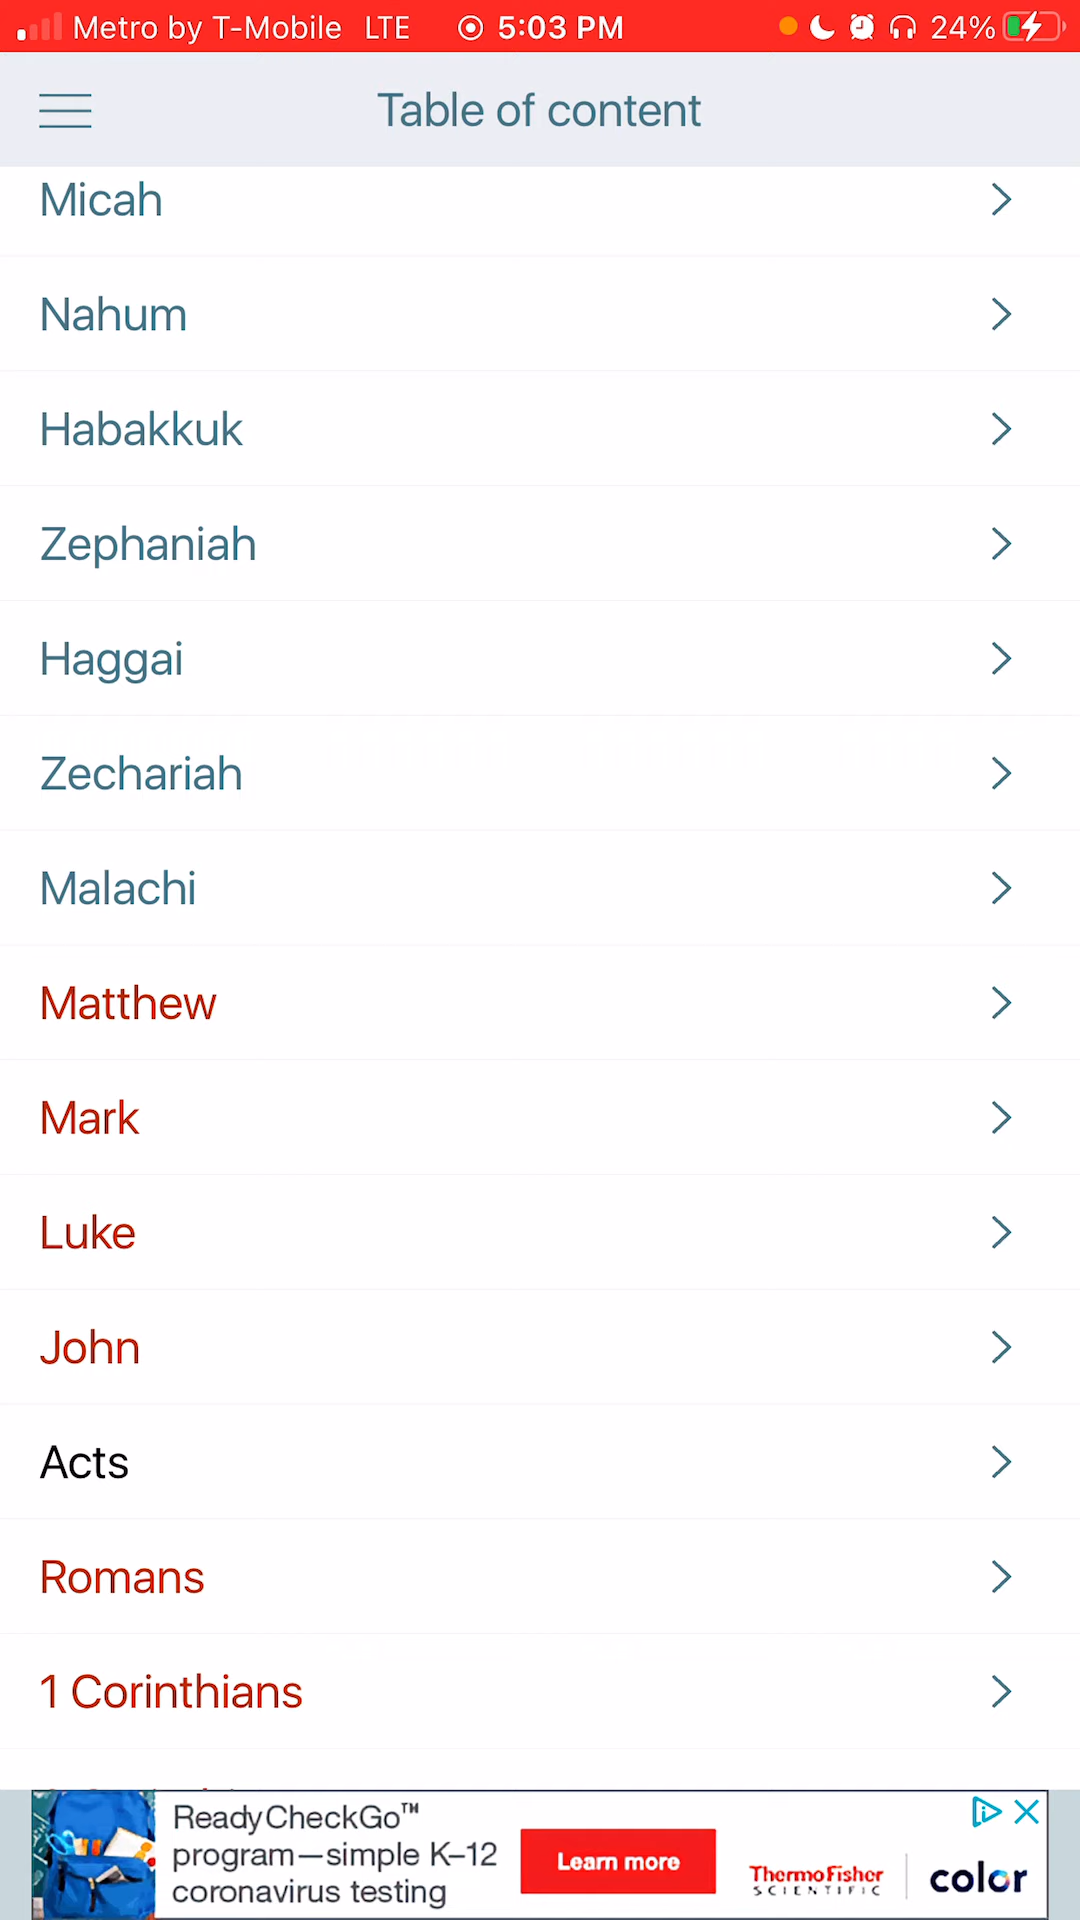 Metro by T-Mobile LTE 5:03 PM 24%
Table of content
Micah
Nahum
Habakkuk
Zephaniah
Haggai
Zechariah
Malachi
Matthew
Mark
Luke
John
Acts
Romans
1 Corinthians
ReadyCheckGo™
program—simple K-12
coronavirus testing
Learn more
ThermoFisher
SCIENTIFIC
color